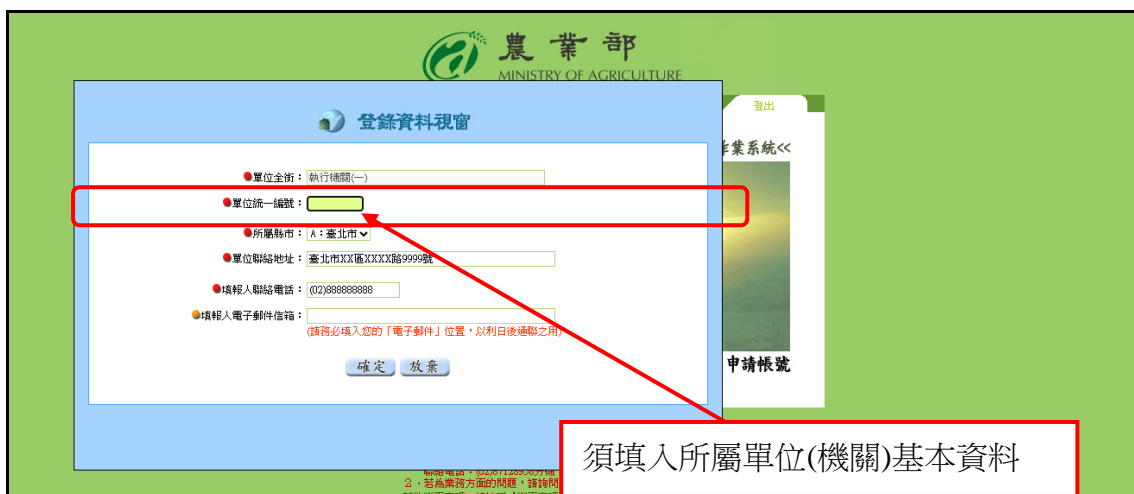 農業部
MINISTRY OF AGRICULTURE
登出
登錄資料視窗
作業系統<<
單位全銜：執行機關(一)
單位統一編號：
所屬縣市：A：臺北市
單位聯絡地址：臺北市XX區XXXX路9999號
填報人聯絡電話：(02)888888888
填報人電子郵件信箱：
(請務必填入您的「電子郵件」位置，以利日後通聯之用)
確定 放棄
申請帳號
須填入所屬單位(機關)基本資料
2．若為業務方面的問題，請詢問